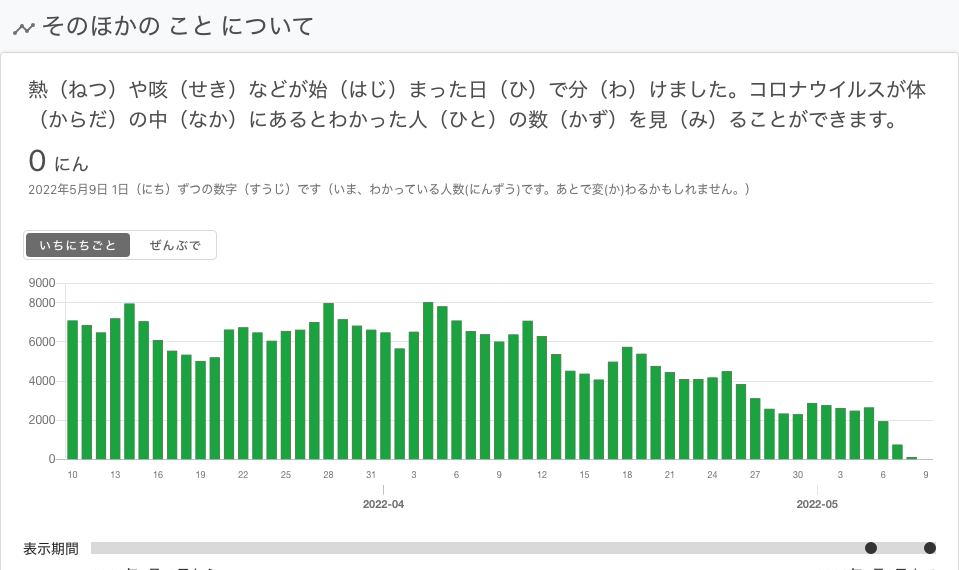 そのほかの こと について
熱（ねつ）や咳（せき）などが始（はじ）まった日（ひ）で分（わ）けました。コロナウイルスが体
（からだ）の中（なか）にあるとわかった人（ひと）の数（かず）を見（み）ることができます。
0 にん
2022年5月9日 1日（にち）ずつの数字（すうじ）です（いま、わかっている人数(にんずう)です。あとで変(か)わるかもしれません。）
いちにちごと ぜんぶで
9000
8000
6000
4000
2000
0
10 13 16 19 22 25 28 31 3 6 9 12 15 18 21 24 27 30 3 6 9
2022-04 2022-05
表示期間